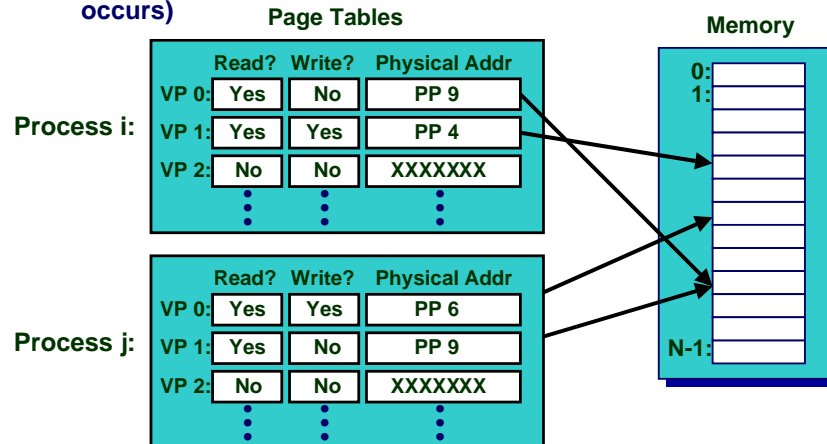 occurs)
Page Tables
Memory
Read? Write? Physical Addr
VP 0: Yes No PP 9
Process i: VP 1: Yes Yes PP 4
VP 2: No No XXXXXXX
0:
1:
N-1:
Read? Write? Physical Addr
VP 0: Yes Yes PP 6
Process j: VP 1: Yes No PP 9
VP 2: No No XXXXXXX